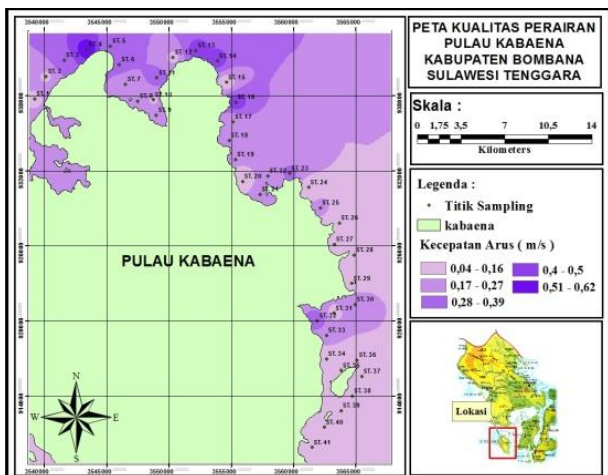 PETA KUALITAS PERAIRAN
PULAU KABAENA
KABUPATEN BOMBANA
SULAWESI TENGGARA
Skala :
0 1,75 3,5 7 10,5 14
Kilometers
Legenda :
Titik Sampling
kabaena
Kecepatan Arus ( m/s )
0,04 - 0,16
0,17 - 0,27
0,28 - 0,39
0,4 - 0,5
0,51 - 0,62
Lokasi
PULAU KABAENA
3540000 3545000 3550000 3555000 3560000 3565000
ST. 1
ST. 2
ST. 4
ST. 5
ST. 6
ST. 7
ST. 8
ST. 9
ST. 10
ST. 11
ST. 12
ST. 13
ST. 14
ST. 15
ST. 16
ST. 17
ST. 18
ST. 19
ST. 20
ST. 22
ST. 23
ST. 24
ST. 25
ST. 26
ST. 27
ST. 28
ST. 29
ST. 30
ST. 31
ST. 32
ST. 33
ST. 34
ST. 36
ST. 37
ST. 38
ST. 39
ST. 40
ST. 41
N
W E
S
3540000 3545000 3550000 3555000 3560000 3565000